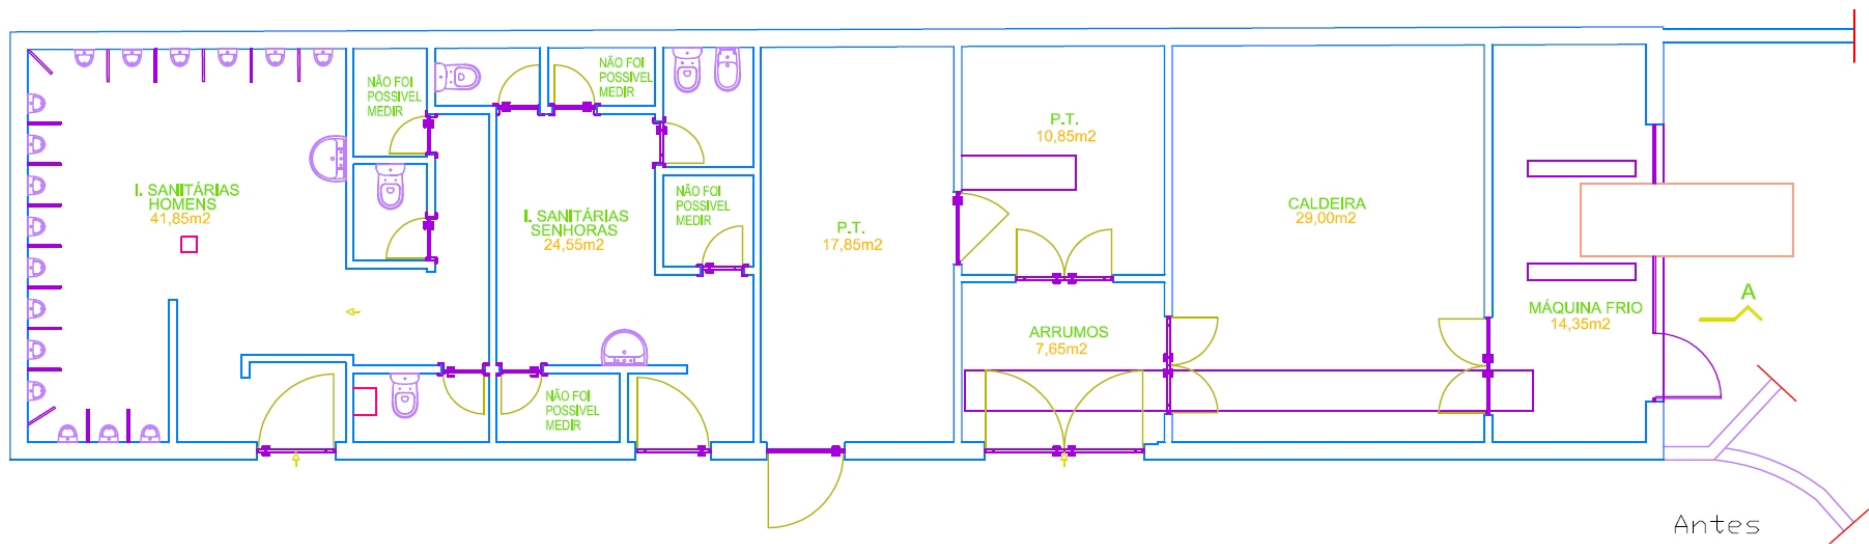 NÃO FOI
POSSIVEL
MEDIR
NÃO FOI
POSSIVEL
MEDIR
I. SANITÁRIAS
HOMENS
41,85m2
I. SANITÁRIAS
SENHORAS
24,55m2
NÃO FOI
POSSIVEL
MEDIR
NÃO FOI
POSSIVEL
MEDIR
P.T.
17,85m2
P.T.
10,85m2
ARRUMOS
7,65m2
CALDEIRA
29,00m2
MÁQUINA FRIO
14,35m2
A
Antes